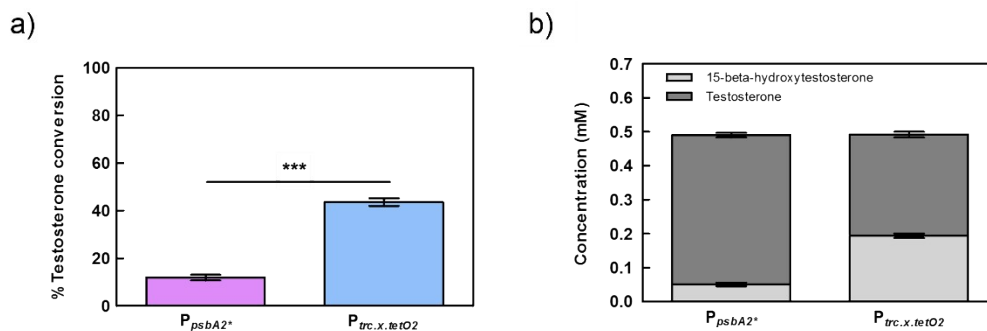 a)
% Testosterone conversion
100
80
60
40
20
0
***
P psbA2*
P trc.x.tetO2
b)
Concentration (mM)
0.7
0.6
0.5
0.4
0.3
0.2
0.1
0.0
15-beta-hydroxytestosterone
Testosterone
P psbA2*
P trc.x.tetO2